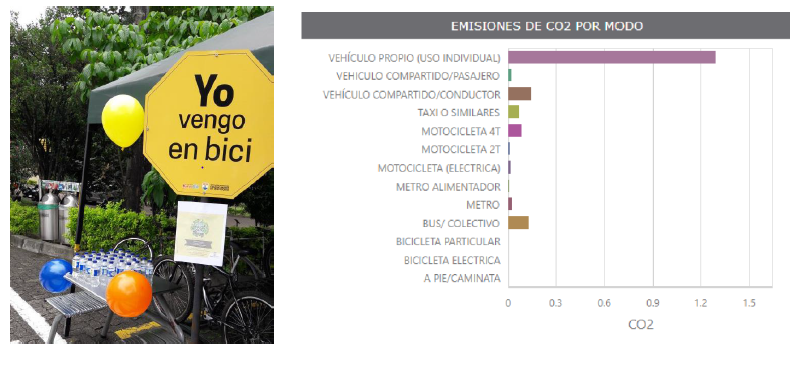 Yo
vengo
en bici
EMISIONES DE CO2 POR MODO
VEHÍCULO PROPIO (USO INDIVIDUAL)
VEHICULO COMPARTIDO/PASAJERO
VEHÍCULO COMPARTIDO/CONDUCTOR
TAXI O SIMILARES
MOTOCICLETA 4T
MOTOCICLETA 2T
MOTOCICLETA (ELECTRICA)
METRO ALIMENTADOR
METRO
BUS/ COLECTIVO
BICICLETA PARTICULAR
BICICLETA ELECTRICA
A PIE/CAMINATA
0 0.3 0.6 0.9 1.2 1.5
CO2